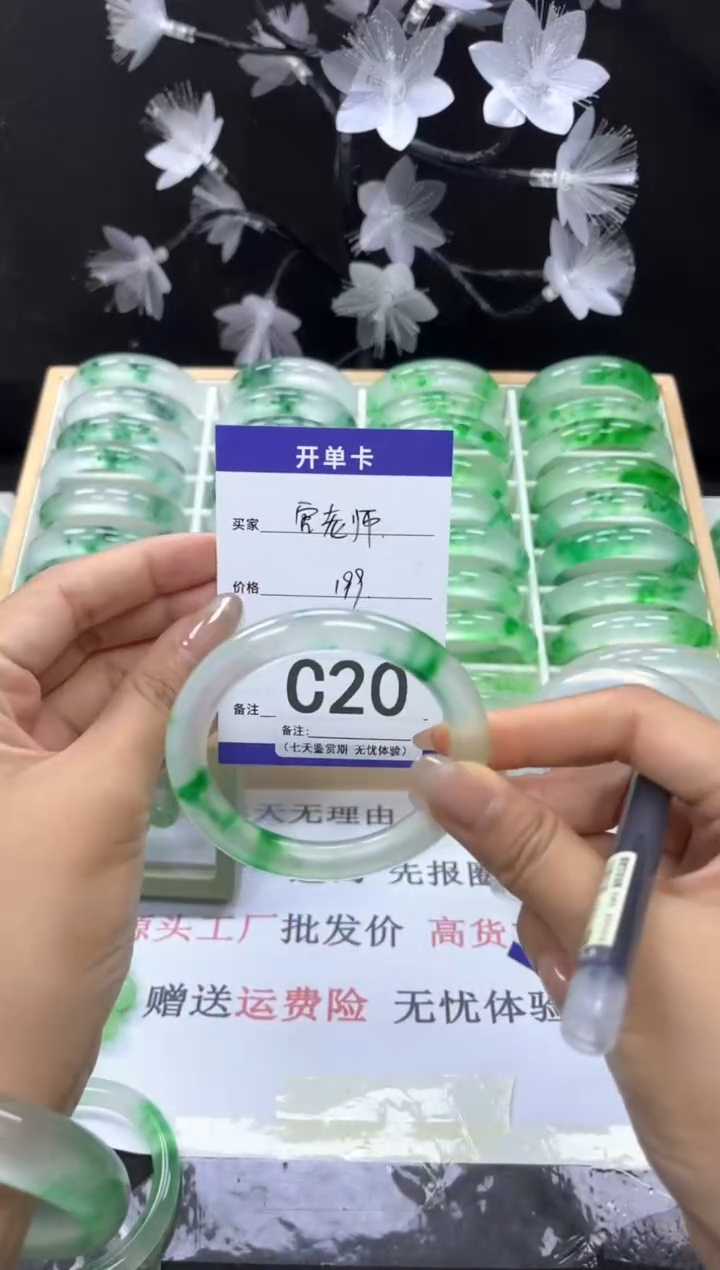 开单卡
买家 官老师
价格 199
C20
备注
备注:
(七天鉴赏期 无忧体验)
天无理由
先报圈
源头工厂批发价 高货
赠送运费险 无忧体验